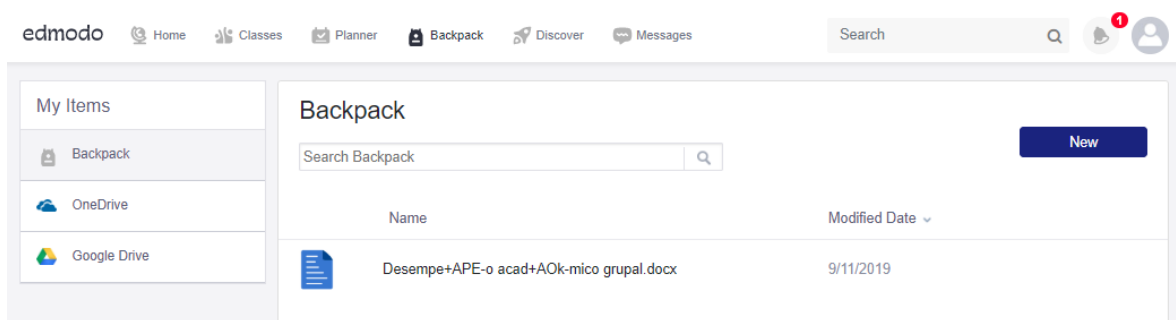 edmodo Home Classes Planner Backpack Discover Messages Search 1
My Items
Backpack
OneDrive
Google Drive
Backpack
Search Backpack
New
Name Modified Date
Desempe+APE-o acad+AOk-mico grupal.docx 9/11/2019